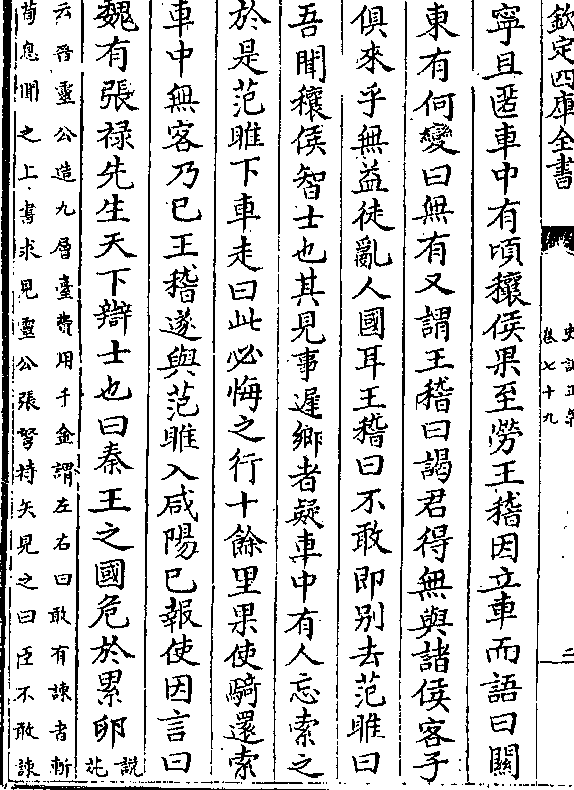 欽定四庫全書
史記正義
卷七十九
二
寧且匿車中有頃穰侯果至勞王稽因立車而語曰關
東有何變曰無有又謂王稽曰謁君得無與諸侯客子
俱來乎無益徒亂人國耳王稽曰不敢即別去范雎曰
吾聞穰侯智士也其見事遲鄉者疑車中有人忘索之
於是范雎下車走曰此必悔之行十餘里果使騎還索
車中無客乃已王稽遂與范雎入咸陽已報使因言曰
魏有張禄先生天下辯士也曰秦王之國危於累卵説苑
云晉靈公造九層臺費用千金謂左右曰敢有諫者斬
荀息聞之上書求見靈公張弩持矢見之曰臣不敢諫